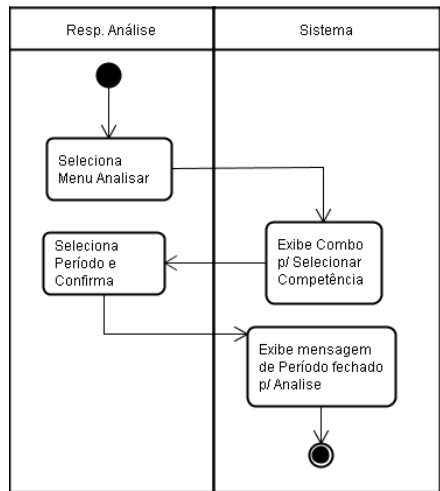 Resp. Análise
Sistema
Seleciona
Menu Analisar
Exibe Combo
p/ Selecionar
Competência
Seleciona
Período e
Confirma
Exibe mensagem
de Período fechado
p/ Analise